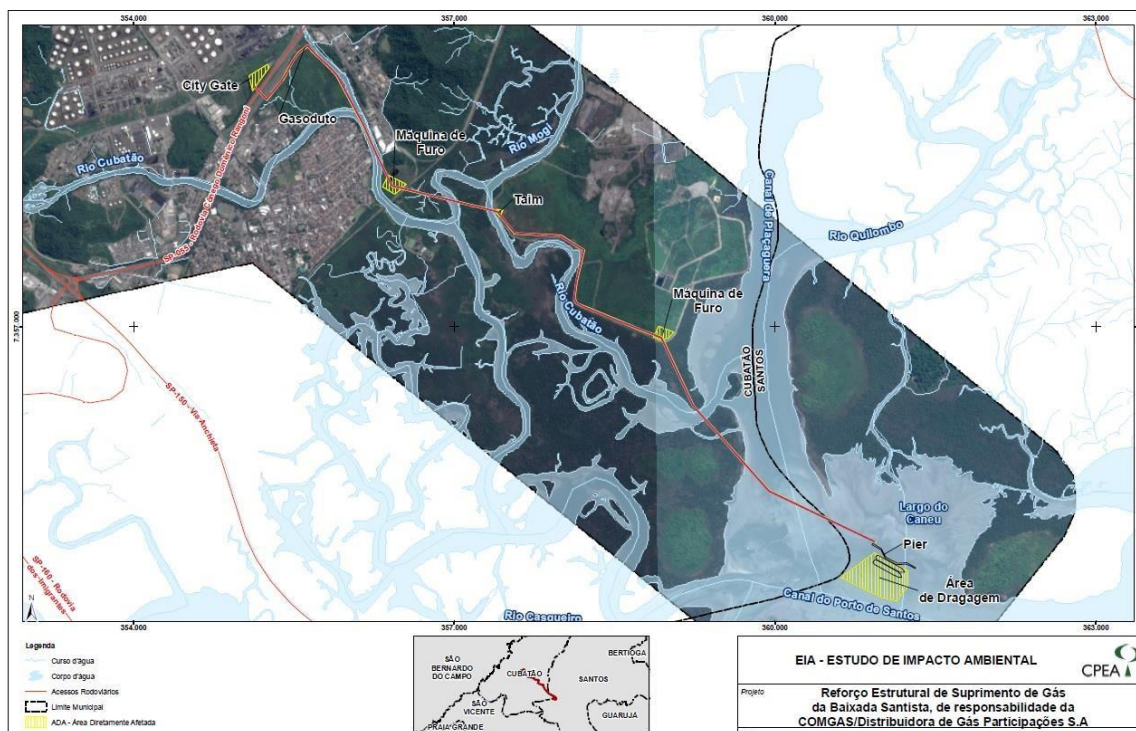 354.000
357.000
360.000
363.000
City Gate
Gasoduto
Máquina de
Furo
Rio Mogi
Rio Cubatão
Taim
SP-055 - Rodovia Cônego Domênico Rangoni
Canal de Piaçaguera
Rio Quilombo
Máquina de
Furo
Rio Cubatão
7.357.000
CUBATÃO
SANTOS
SP-150 - Via Anchieta
Largo do
Caneu
Pier
Área
de Dragagem
SP-160 - Rodovia
dos Imigrantes
N
Rio Casqueiro
Canal do Porto de Santos
354.000
357.000
360.000
363.000
Legenda
Curso d'água
Corpo d'água
Acessos Rodoviários
Limite Municipal
ADA - Área Diretamente Afetada
SÃO
BERNARDO
DO CAMPO
CUBATÃO
BERTIOGA
SANTOS
SÃO
VICENTE
GUARUJÁ
PRAIA GRANDE
EIA - ESTUDO DE IMPACTO AMBIENTAL
CPEA
Projeto
Reforço Estrutural de Suprimento de Gás
da Baixada Santista, de responsabilidade da
COMGAS/Distribuidora de Gás Participações S.A